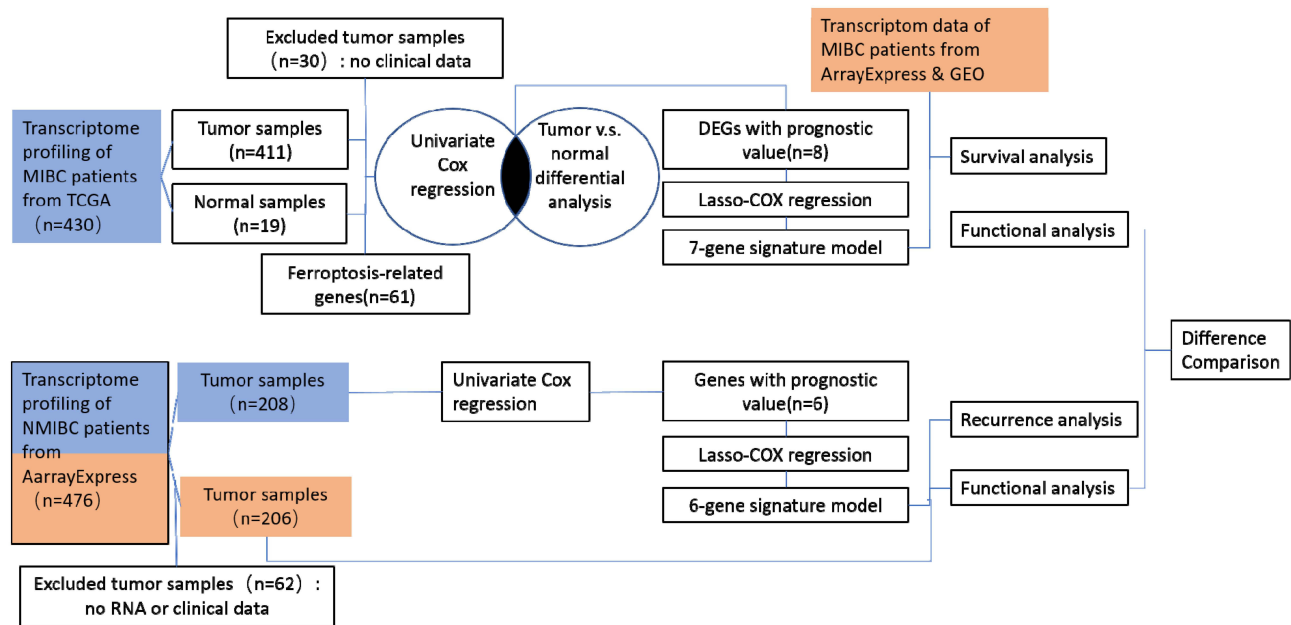 Excluded tumor samples
(n=30）: no clinical data
Transcriptom data of
MIBC patients from
ArrayExpress & GEO
Transcriptome
profiling of
MIBC patients
from TCGA
（n=430）
Tumor samples
(n=411)
Normal samples
(n=19)
Ferroptosis-related
genes(n=61)
Univariate
Cox
regression
Tumor v.s.
normal
differential
analysis
DEGs with prognostic
value(n=8)
Lasso-COX regression
7-gene signature model
Survival analysis
Functional analysis
Difference
Comparison
Transcriptome
profiling of
NMIBC patients
from
AarrayExpress
（n=476）
Tumor samples
（n=208）
Tumor samples
（n=206）
Excluded tumor samples（n=62）:
no RNA or clinical data
Univariate Cox
regression
Genes with prognostic
value(n=6)
Lasso-COX regression
6-gene signature model
Recurrence analysis
Functional analysis